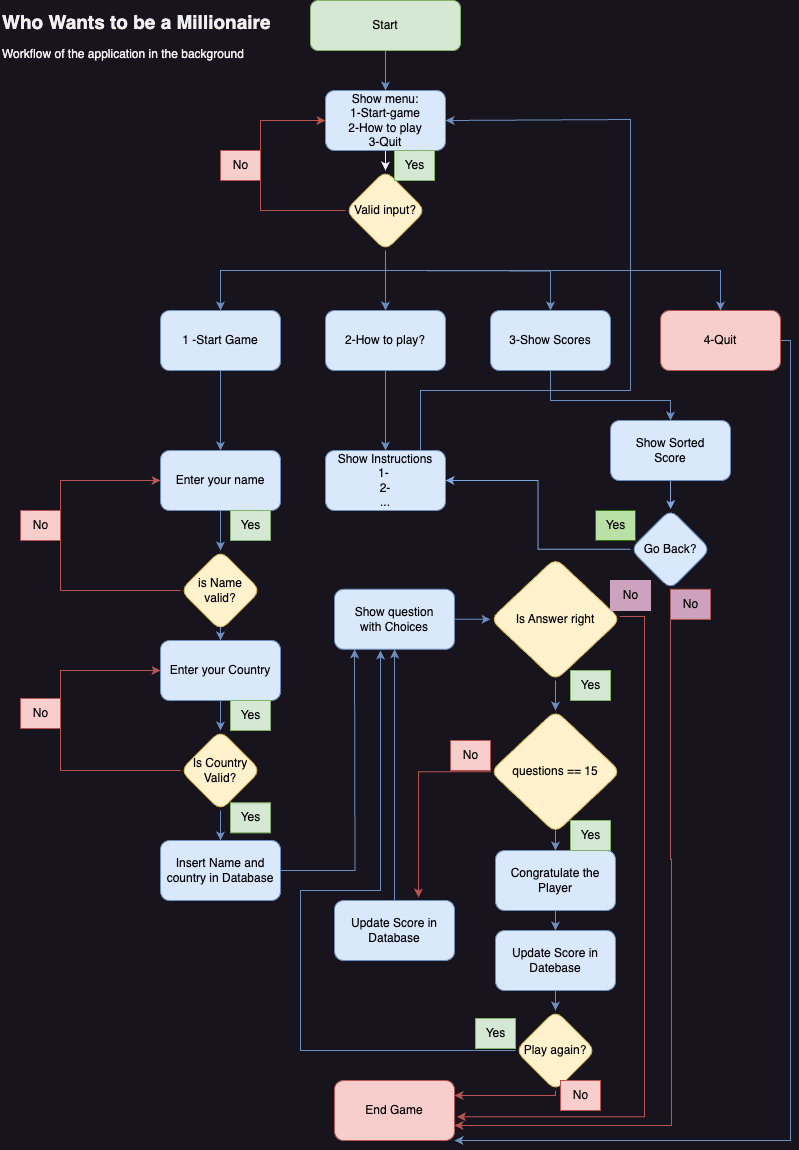 Who Wants to be a Millionaire
Workflow of the application in the background
Start
Show menu:
1-Start-game
2-How to play
3-Quit
No
Yes
Valid input?
1 -Start Game
2-How to play?
3-Show Scores
4-Quit
Show Sorted
Score
Enter your name
Show Instructions
1-
2-
...
No
Yes
Yes
Go Back?
is Name
valid?
Show question
with Choices
Is Answer right
No
No
Enter your Country
Yes
No
Yes
Is Country
Valid?
No
questions == 15
Yes
Yes
Insert Name and
country in Database
Congratulate the
Player
Update Score in
Database
Update Score in
Datebase
Yes
Play again?
No
End Game